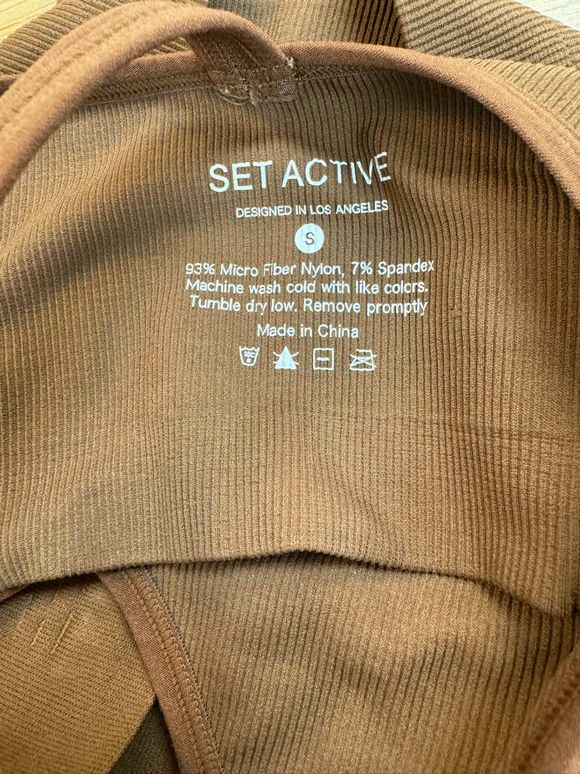 SET ACTIVE
DESIGNED IN LOS ANGELES
S
93% Micro Fiber Nylon, 7% Spandex
Machine wash cold with like colors.
Tumble dry low. Remove promptly
Made in China
30C